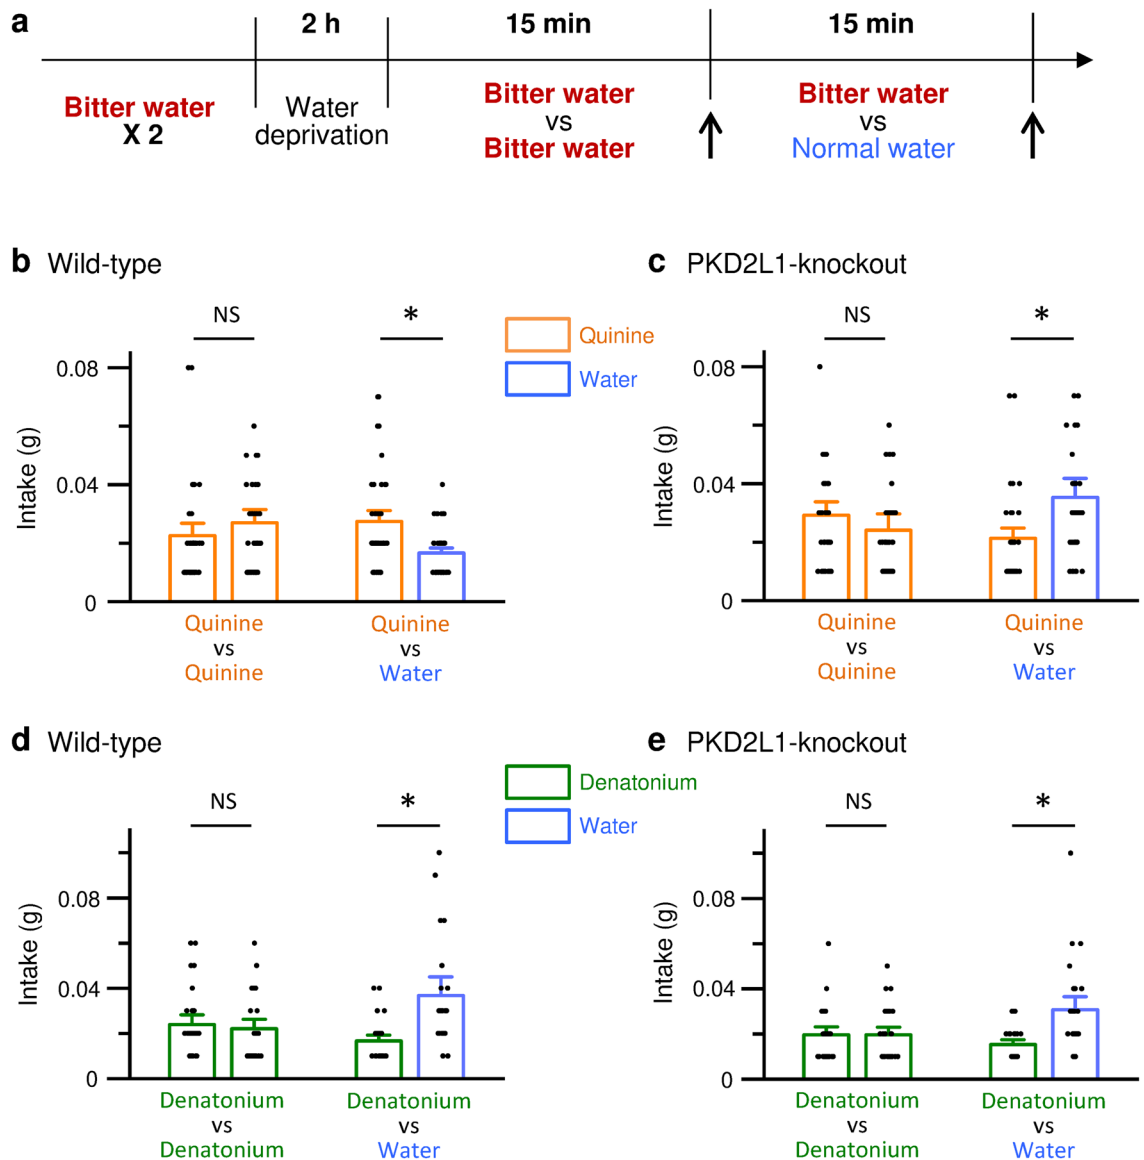 a
2 h
15 min
15 min
Bitter water
X 2
Water
deprivation
Bitter water
vs
Bitter water
Bitter water
vs
Normal water
b Wild-type
NS
*
Quinine
Water
Intake (g)
0.08
0.04
0
Quinine
vs
Quinine
Quinine
vs
Water
c PKD2L1-knockout
NS
*
Intake (g)
0.08
0.04
0
Quinine
vs
Quinine
Quinine
vs
Water
d Wild-type
NS
*
Denatonium
Water
Intake (g)
0.08
0.04
0
Denatonium
vs
Denatonium
Denatonium
vs
Water
e PKD2L1-knockout
NS
*
Intake (g)
0.08
0.04
0
Denatonium
vs
Denatonium
Denatonium
vs
Water